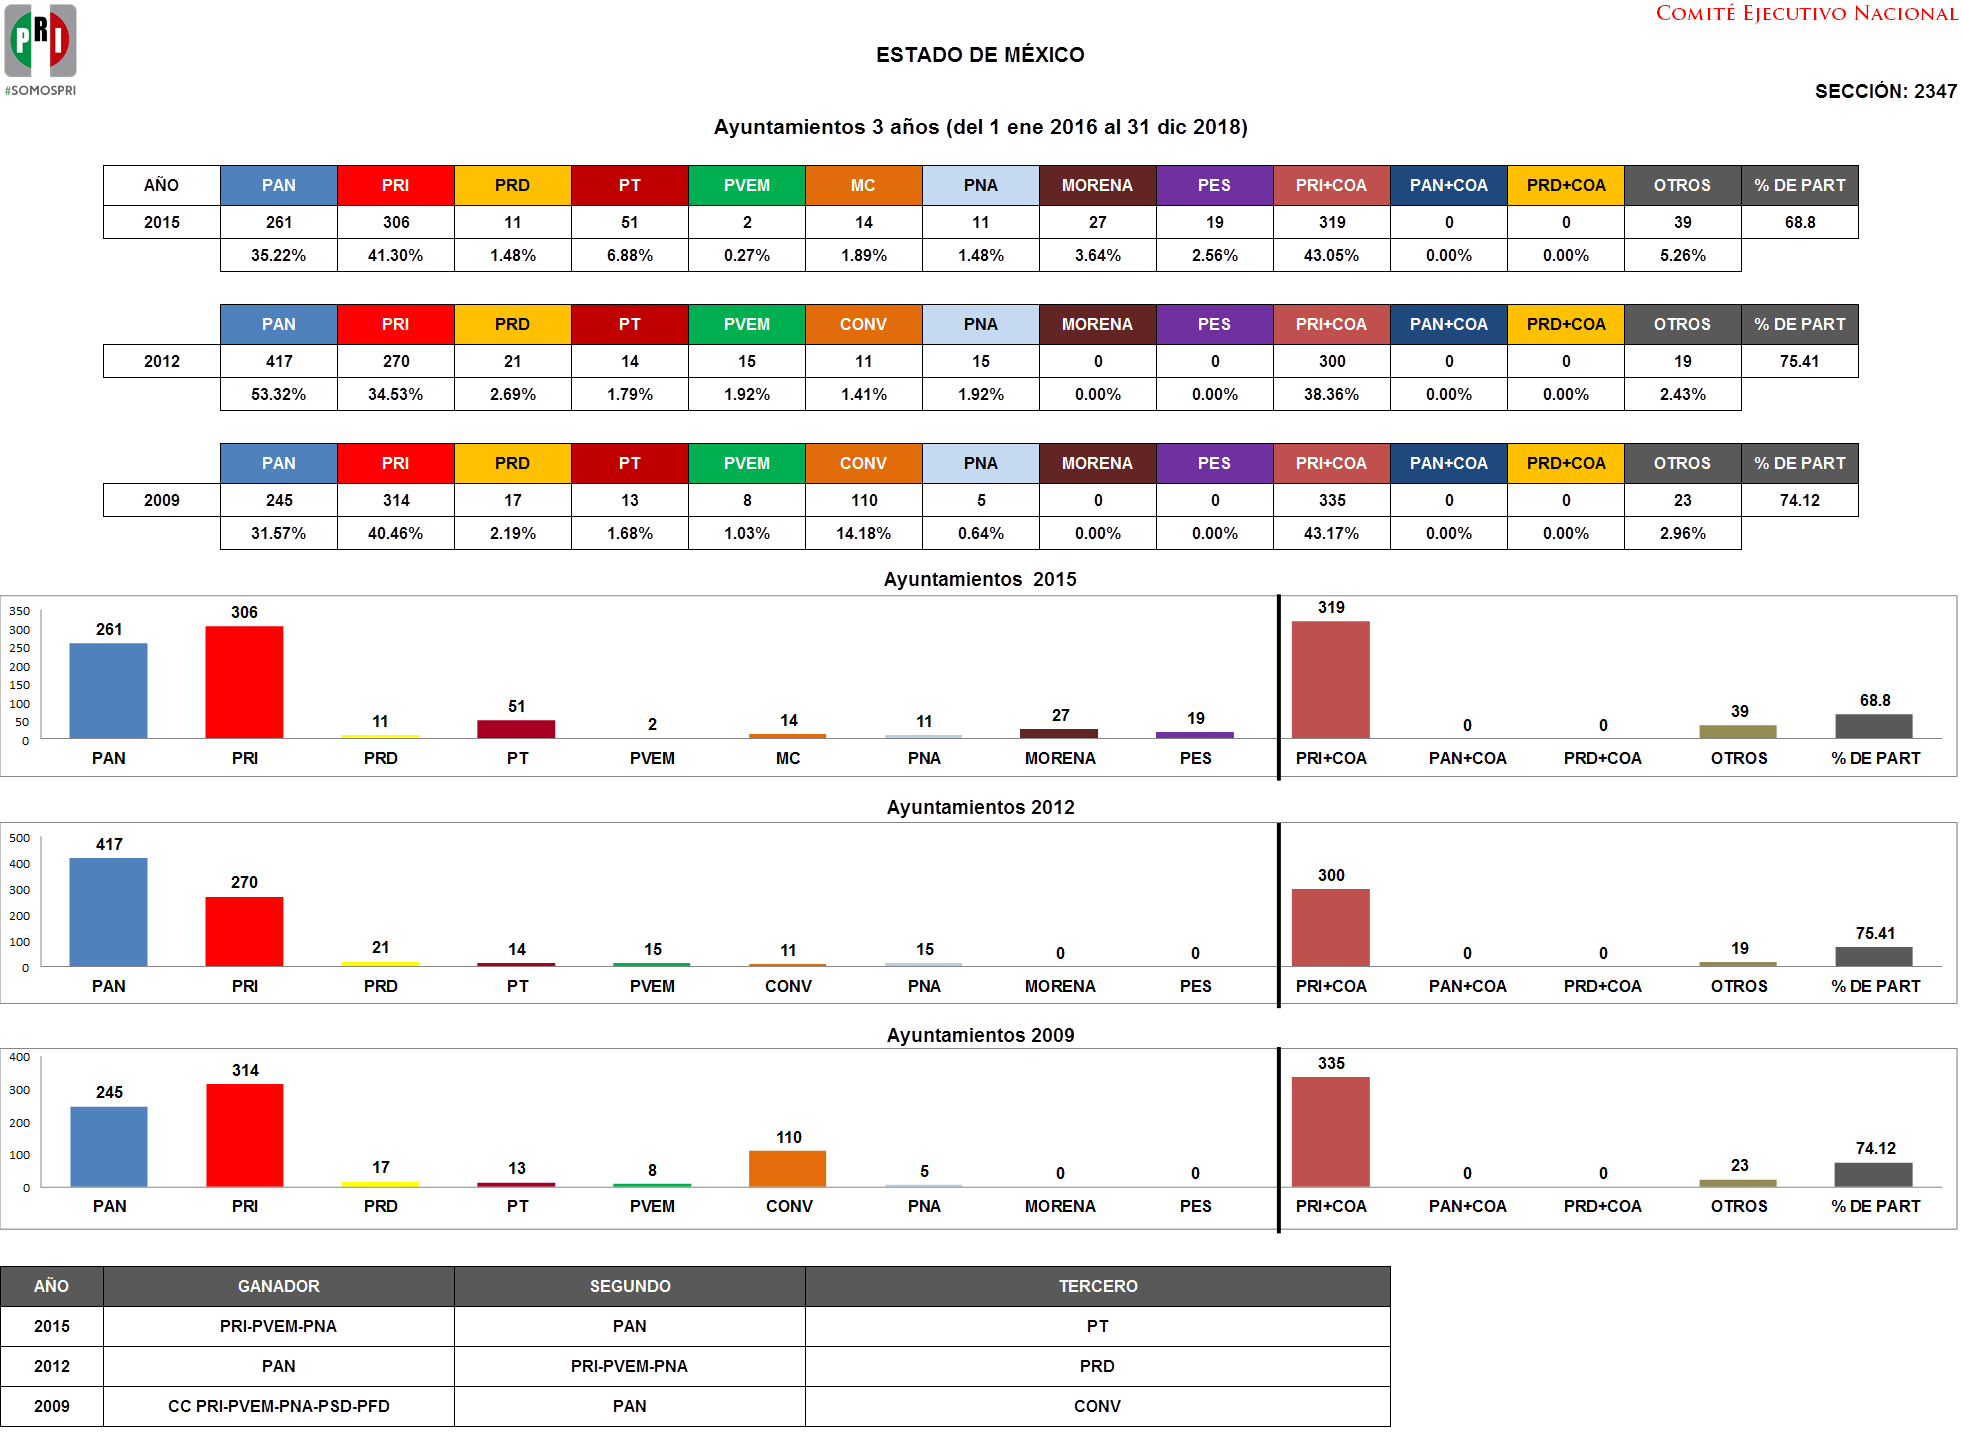 PRI
#SOMOSPRI
COMITÉ EJECUTIVO NACIONAL
ESTADO DE MÉXICO
SECCIÓN: 2347
Ayuntamientos 3 años (del 1 ene 2016 al 31 dic 2018)
AÑO PAN PRI PRD PT PVEM MC PNA MORENA PES PRI+COA PAN+COA PRD+COA OTROS % DE PART
2015 261 306 11 51 2 14 11 27 19 319 0 0 39 68.8
35.22% 41.30% 1.48% 6.88% 0.27% 1.89% 1.48% 3.64% 2.56% 43.05% 0.00% 0.00% 5.26%
PAN PRI PRD PT PVEM CONV PNA MORENA PES PRI+COA PAN+COA PRD+COA OTROS % DE PART
2012 417 270 21 14 15 11 15 0 0 300 0 0 19 75.41
53.32% 34.53% 2.69% 1.79% 1.92% 1.41% 1.92% 0.00% 0.00% 38.36% 0.00% 0.00% 2.43%
PAN PRI PRD PT PVEM CONV PNA MORENA PES PRI+COA PAN+COA PRD+COA OTROS % DE PART
2009 245 314 17 13 8 110 5 0 0 335 0 0 23 74.12
31.57% 40.46% 2.19% 1.68% 1.03% 14.18% 0.64% 0.00% 0.00% 43.17% 0.00% 0.00% 2.96%
Ayuntamientos 2015
350
300
250
200
150
100
50
0
261 306 11 51 2 14 11 27 19 319 0 0 39 68.8
PAN PRI PRD PT PVEM MC PNA MORENA PES PRI+COA PAN+COA PRD+COA OTROS % DE PART
Ayuntamientos 2012
500
400
300
200
100
0
417 270 21 14 15 11 15 0 0 300 0 0 19 75.41
PAN PRI PRD PT PVEM CONV PNA MORENA PES PRI+COA PAN+COA PRD+COA OTROS % DE PART
Ayuntamientos 2009
400
300
200
100
0
245 314 17 13 8 110 5 0 0 335 0 0 23 74.12
PAN PRI PRD PT PVEM CONV PNA MORENA PES PRI+COA PAN+COA PRD+COA OTROS % DE PART
AÑO GANADOR SEGUNDO TERCERO
2015 PRI-PVEM-PNA PAN PT
2012 PAN PRI-PVEM-PNA PRD
2009 CC PRI-PVEM-PNA-PSD-PFD PAN CONV